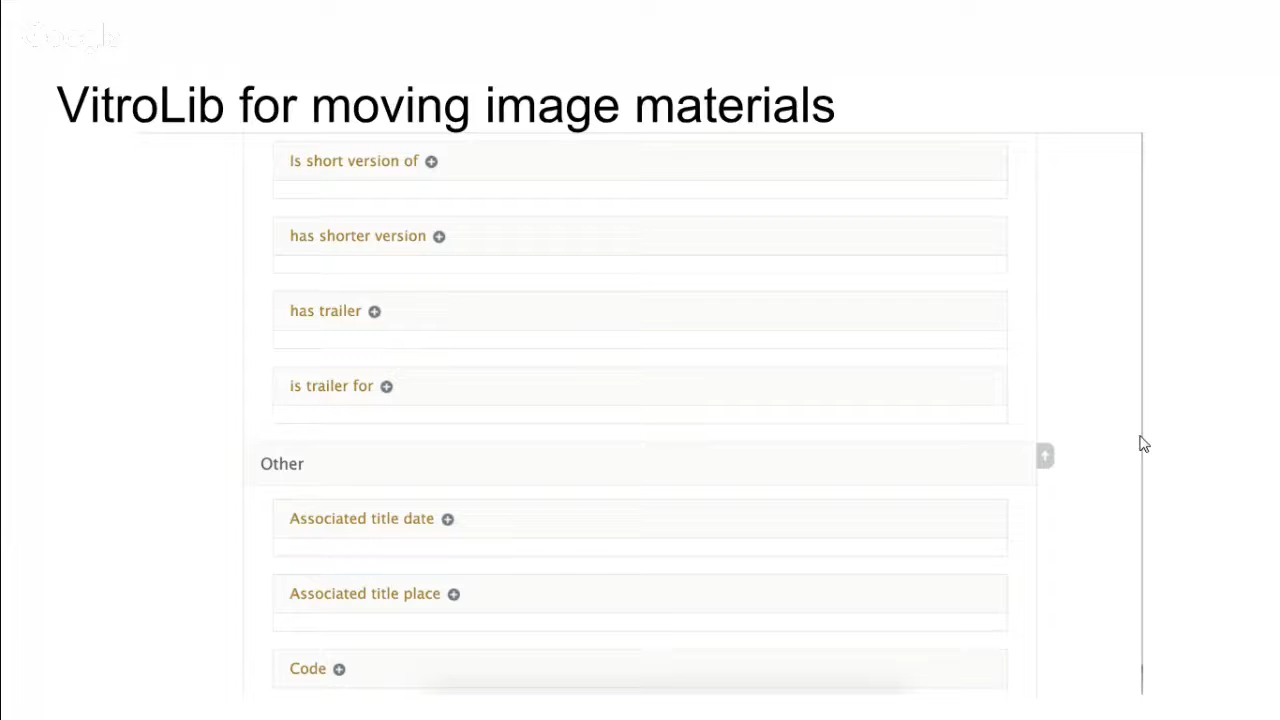 Google
VitroLib for moving image materials
Is short version of
has shorter version
has trailer
is trailer for
Other
Associated title date
Associated title place
Code